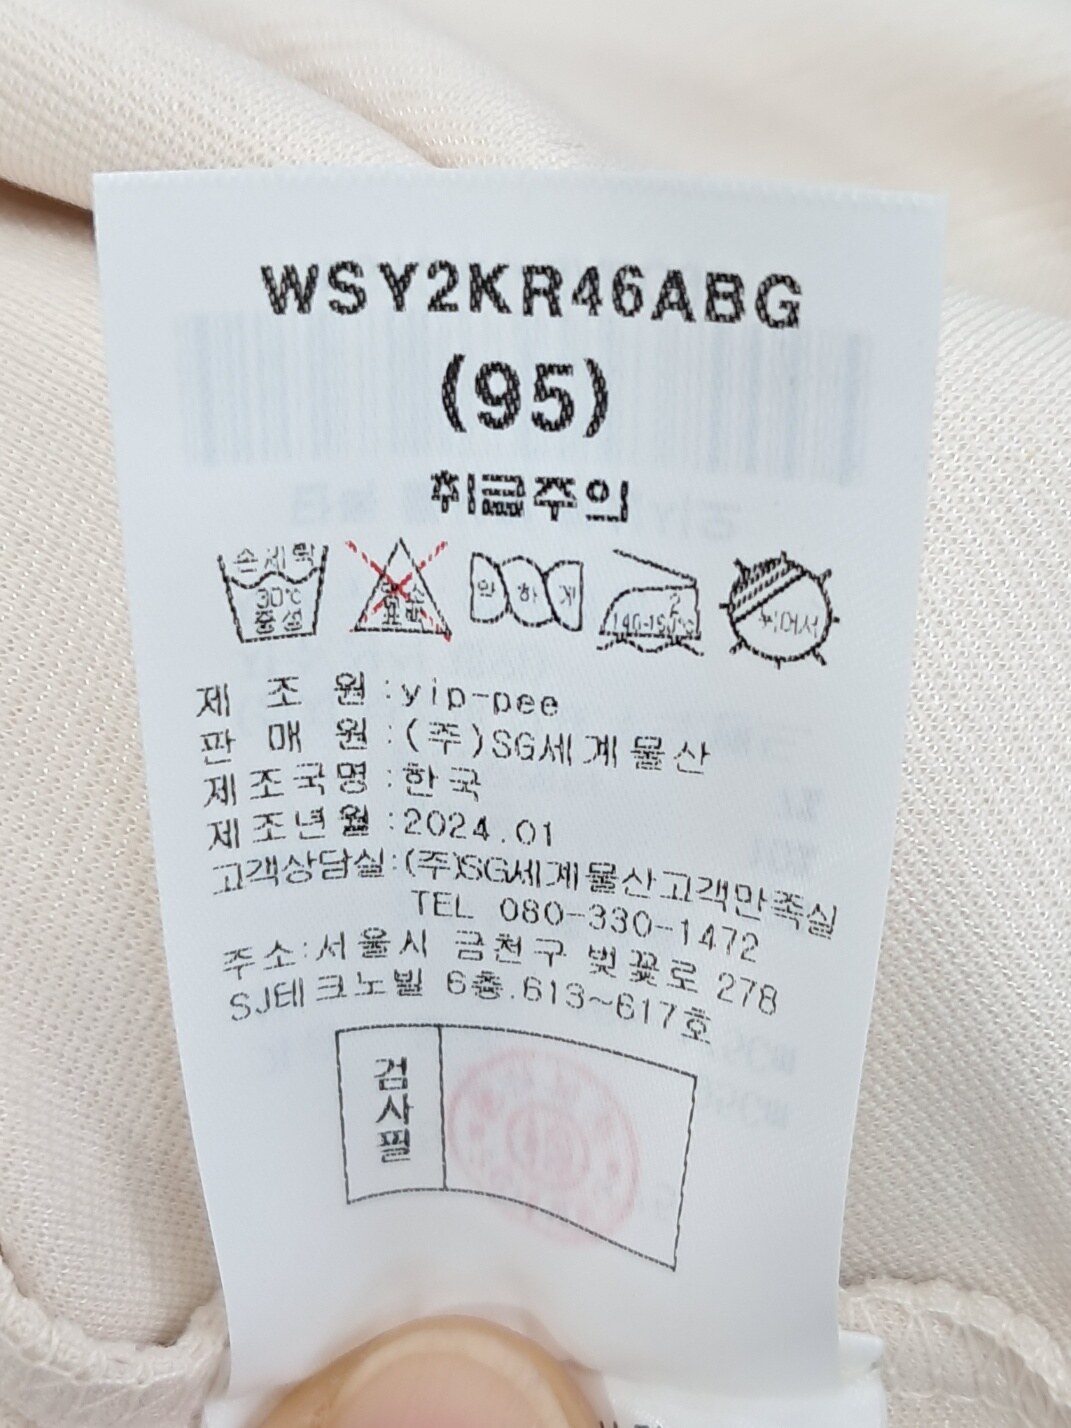 WSY2KR46ABG
(95)
취급주의
손세탁 30℃ 중성
염소 표백
약 하 게
140-160℃
뉘어서
제 조 원 : yip-pee
판 매 원 : (주)SG세계물산
제조국명 : 한국
제조년월 : 2024.01
고객상담실:(주)SG세계물산고객만족실
TEL 080-330-1472
주소:서울시 금천구 벚꽃로 278
SJ테크노빌 6층.613~617호
검사필